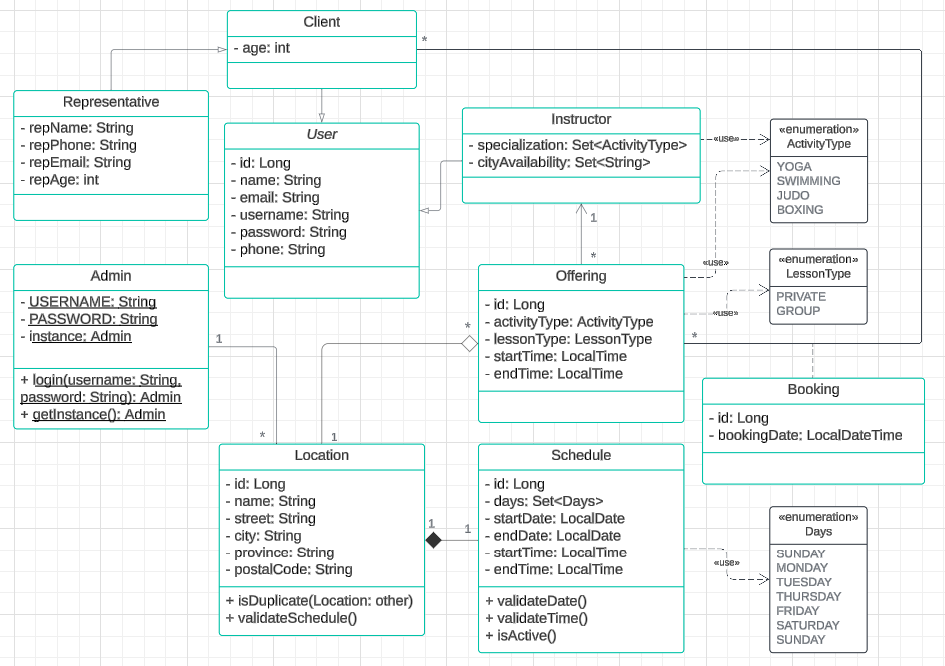 Client
- age: int
*
Representative
- repName: String
- repPhone: String
- repEmail: String
- repAge: int
User
- id: Long
- name: String
- email: String
- username: String
- password: String
- phone: String
Instructor
- specialization: Set<ActivityType>
- cityAvailability: Set<String>
«use»
«enumeration»
ActivityType
YOGA
SWIMMING
JUDO
BOXING
1
*
«use»
Admin
- USERNAME: String
- PASSWORD: String
- instance: Admin
+ login(username: String,
password: String): Admin
+ getInstance(): Admin
1
*
Offering
- id: Long
- activityType: ActivityType
- lessonType: LessonType
- startTime: LocalTime
- endTime: LocalTime
*
«use»
*
1
«enumeration»
LessonType
PRIVATE
GROUP
Booking
- id: Long
- bookingDate: LocalDateTime
Location
- id: Long
- name: String
- street: String
- city: String
- province: String
- postalCode: String
+ isDuplicate(Location: other)
+ validateSchedule()
1
1
Schedule
- id: Long
- days: Set<Days>
- startDate: LocalDate
- endDate: LocalDate
- startTime: LocalTime
- endTime: LocalTime
+ validateDate()
+ validateTime()
+ isActive()
«use»
«enumeration»
Days
SUNDAY
MONDAY
TUESDAY
THURSDAY
FRIDAY
SATURDAY
SUNDAY